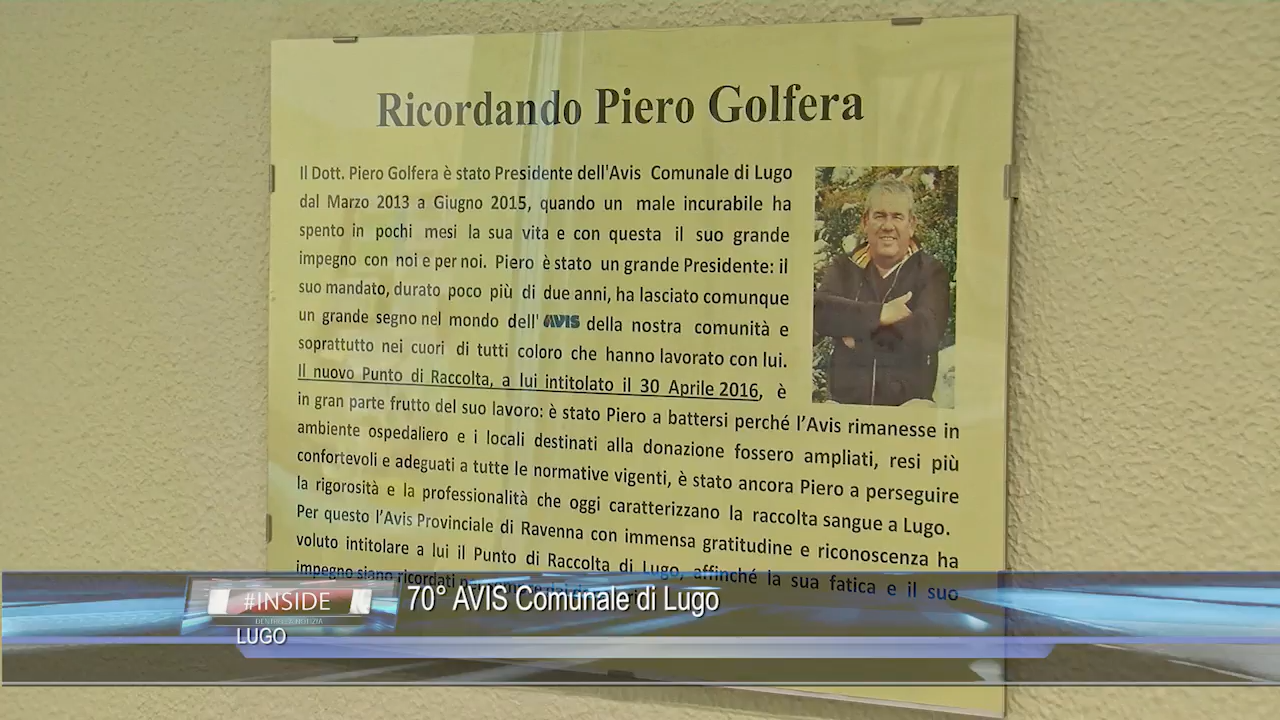 Ricordando Piero Golfera
Il Dott. Piero Golfera è stato Presidente dell'Avis Comunale di Lugo
dal Marzo 2013 a Giugno 2015, quando un male incurabile ha
spento in pochi mesi la sua vita e con questa il suo grande
impegno con noi e per noi. Piero è stato un grande Presidente: il
suo mandato, durato poco più di due anni, ha lasciato comunque
un grande segno nel mondo dell' AVIS della nostra comunità e
soprattutto nei cuori di tutti coloro che hanno lavorato con lui.
Il nuovo Punto di Raccolta, a lui intitolato il 30 Aprile 2016, è
in gran parte frutto del suo lavoro: è stato Piero a battersi perché l'Avis rimanesse in
ambiente ospedaliero e i locali destinati alla donazione fossero ampliati, resi più
confortevoli e adeguati a tutte le normative vigenti, è stato ancora Piero a perseguire
la rigorosità e la professionalità che oggi caratterizzano la raccolta sangue a Lugo.
Per questo l'Avis Provinciale di Ravenna con immensa gratitudine e riconoscenza ha
voluto intitolare a lui il Punto di Raccolta di Lugo, affinché la sua fatica e il suo
impegno siano ricordati
#INSIDE
DENTRO LA NOTIZIA
LUGO
70° AVIS Comunale di Lugo